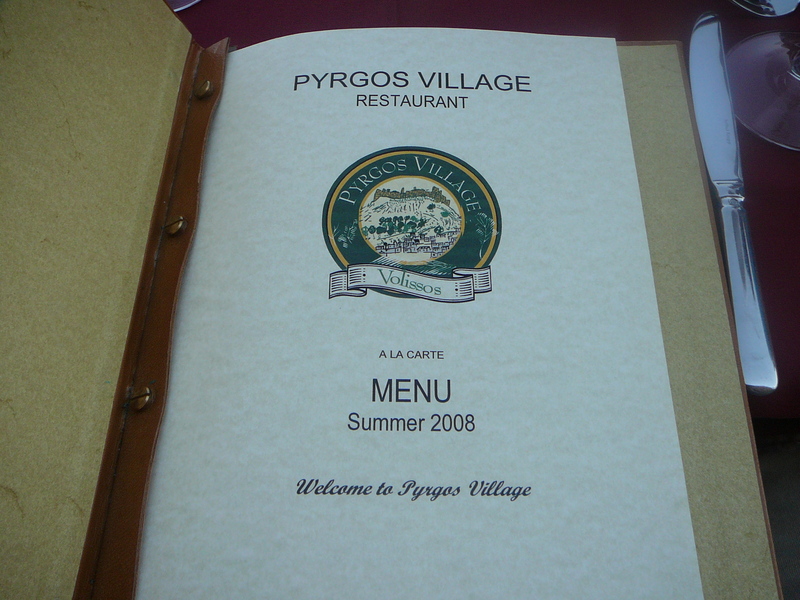 PYRGOS VILLAGE
RESTAURANT
PYRGOS VILLAGE
Volissos
A LA CARTE
MENU
Summer 2008
Welcome to Pyrgos Village